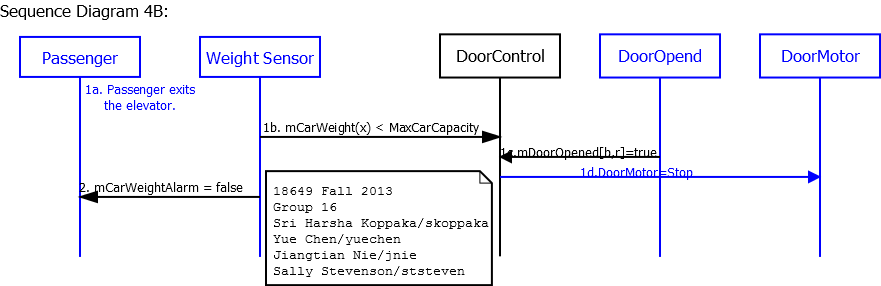 Sequence Diagram 4B:
Passenger
Weight Sensor
DoorControl
DoorOpend
DoorMotor
1a. Passenger exits
the elevator.
1b. mCarWeight(x) < MaxCarCapacity
1c.mDoorOpened[b,r]=true
1d.DoorMotor=Stop
2. mCarWeightAlarm = false
18649 Fall 2013
Group 16
Sri Harsha Koppaka/skoppaka
Yue Chen/yuechen
Jiangtian Nie/jnie
Sally Stevenson/ststeven